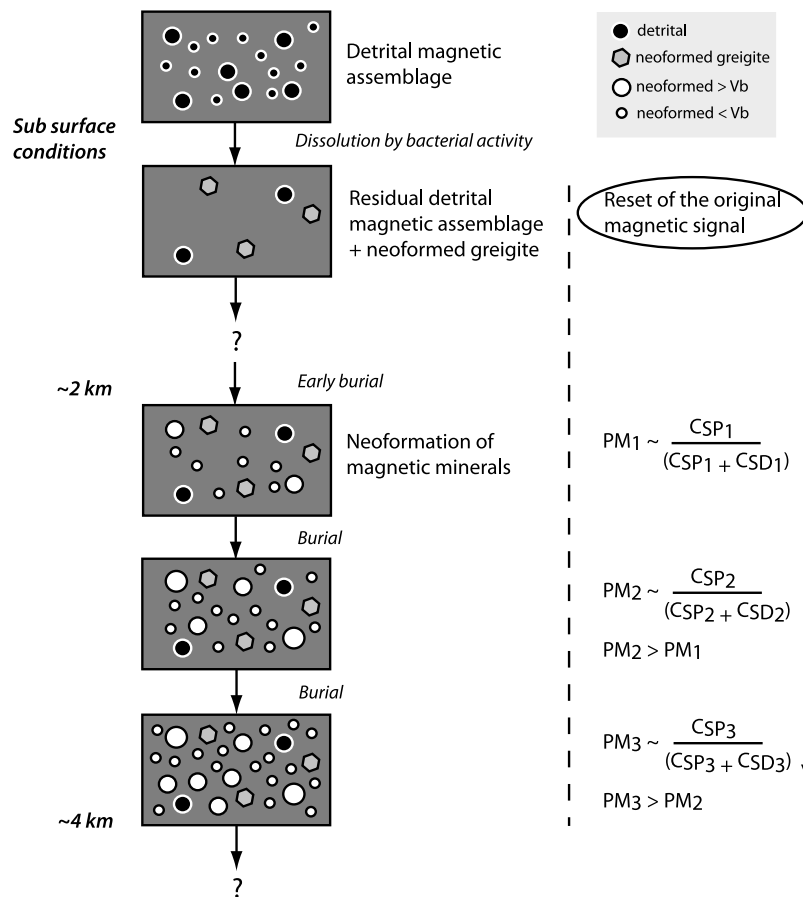 detrital
neoformed greigite
neoformed > Vb
neoformed < Vb
Detrital magnetic
assemblage
Sub surface
conditions
Dissolution by bacterial activity
Residual detrital
magnetic assemblage
+ neoformed greigite
Reset of the original
magnetic signal
?
~2 km
Early burial
Neoformation of
magnetic minerals
PM1 ~ CSP1
(CSP1 + CSD1)
Burial
PM2 ~ CSP2
(CSP2 + CSD2)
PM2 > PM1
Burial
PM3 ~ CSP3
(CSP3 + CSD3)
PM3 > PM2
~4 km
?